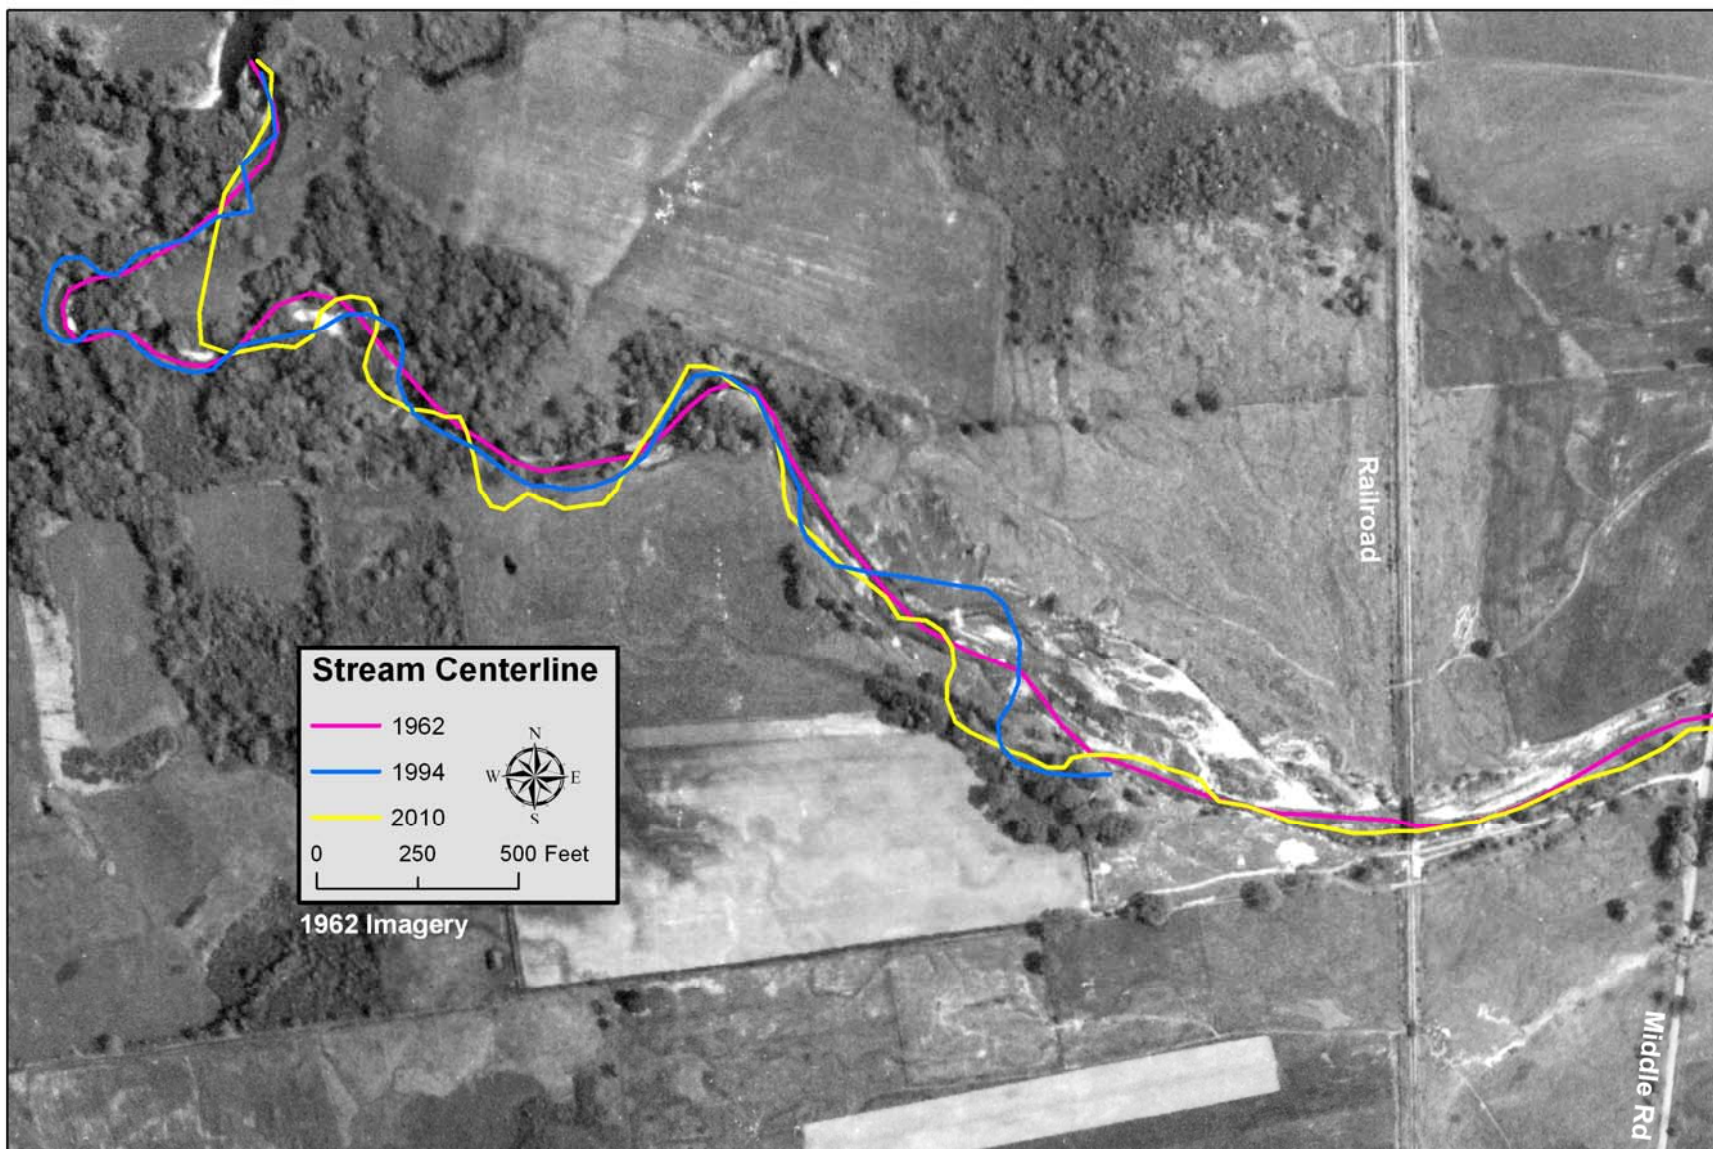 Railroad
Stream Centerline
1962
1994
2010
N
W E
S
0 250 500 Feet
1962 Imagery
Middle Rd